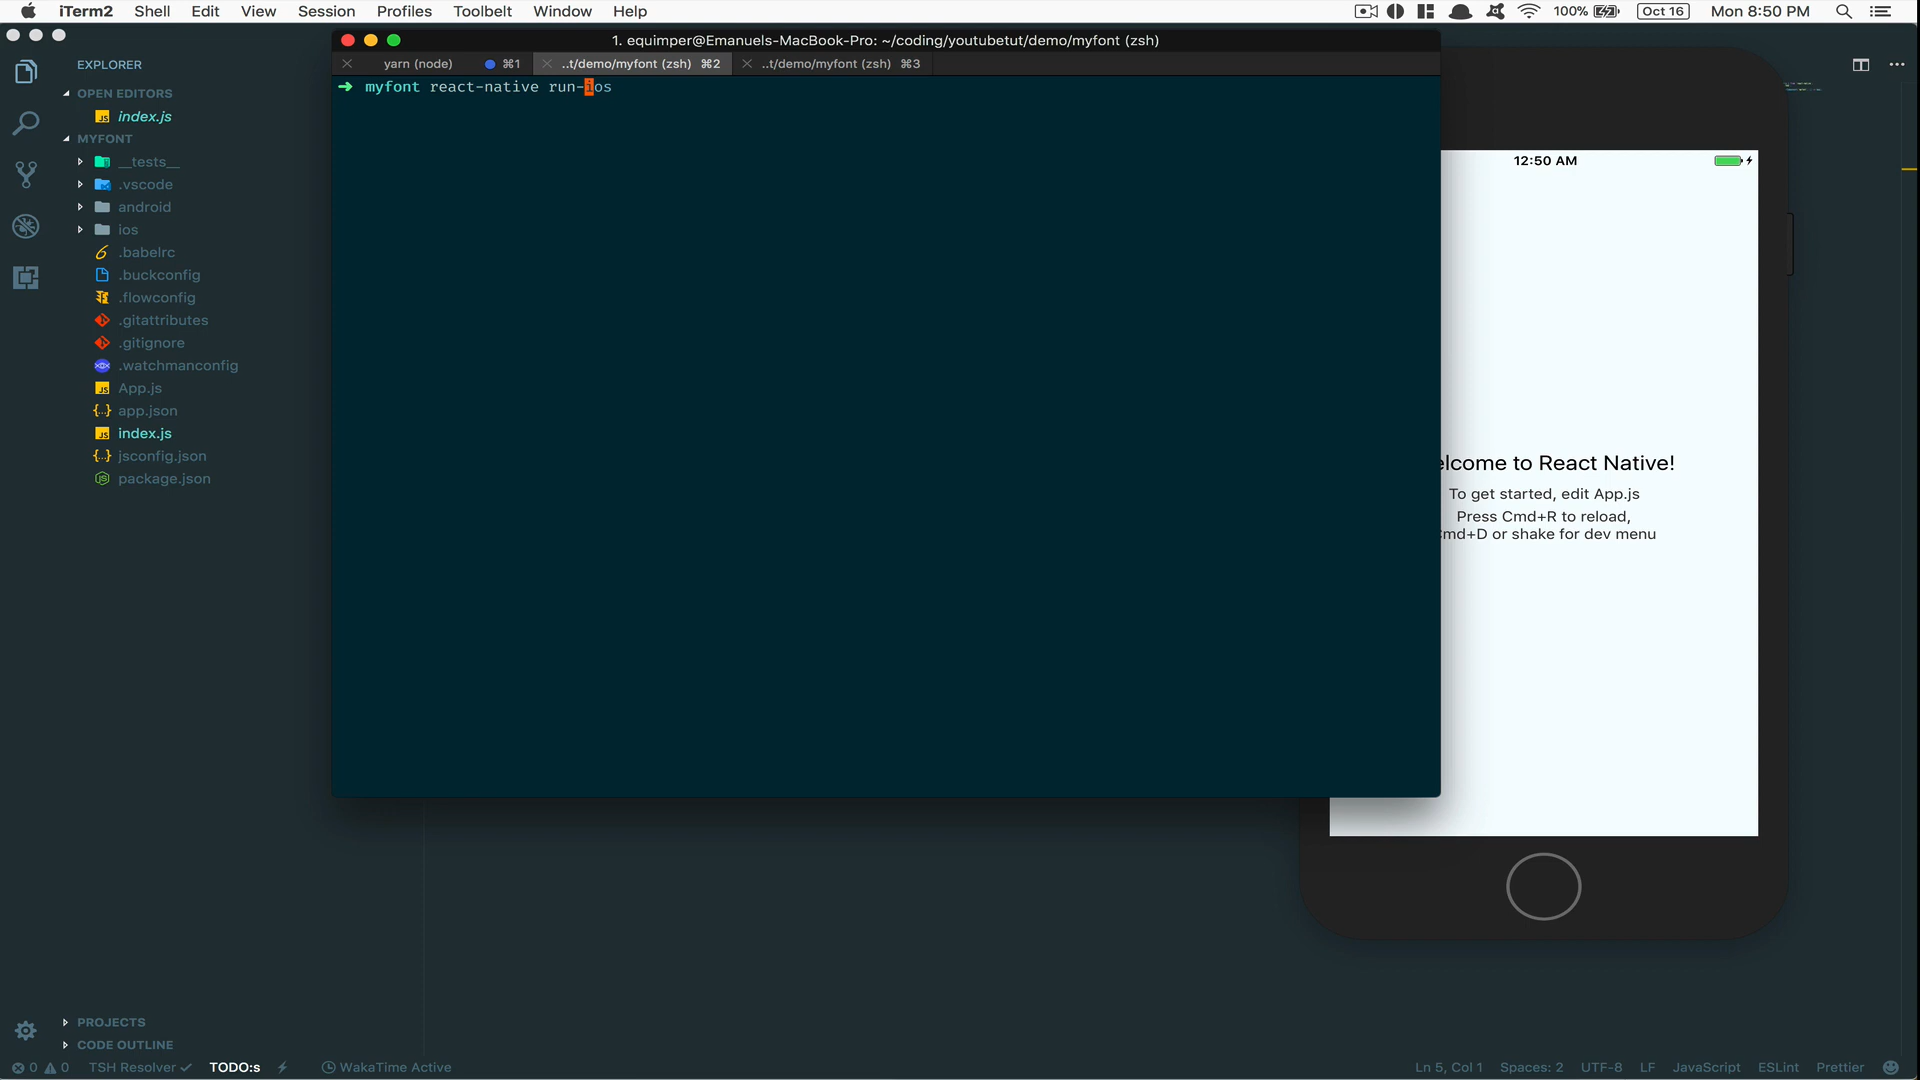 iTerm2 Shell Edit View Session Profiles Toolbelt Window Help 100% Oct 16 Mon 8:50 PM
1. equimper@Emanuels-MacBook-Pro: ~/coding/youtubetut/demo/myfont (zsh)
yarn (node) ⌘1 ..t/demo/myfont (zsh) ⌘2 ..t/demo/myfont (zsh) ⌘3
➜ myfont react-native run-ios
EXPLORER
OPEN EDITORS
JS index.js
MYFONT
__tests__
.vscode
android
ios
.babelrc
.buckconfig
.flowconfig
.gitattributes
.gitignore
.watchmanconfig
JS App.js
{..} app.json
JS index.js
{..} jsconfig.json
package.json
PROJECTS
CODE OUTLINE
12:50 AM
elcome to React Native!
To get started, edit App.js
Press Cmd+R to reload,
Cmd+D or shake for dev menu
0 0 TSH Resolver ✓ TODO:s WakaTime Active Ln 5, Col 1 Spaces: 2 UTF-8 LF JavaScript ESLint Prettier